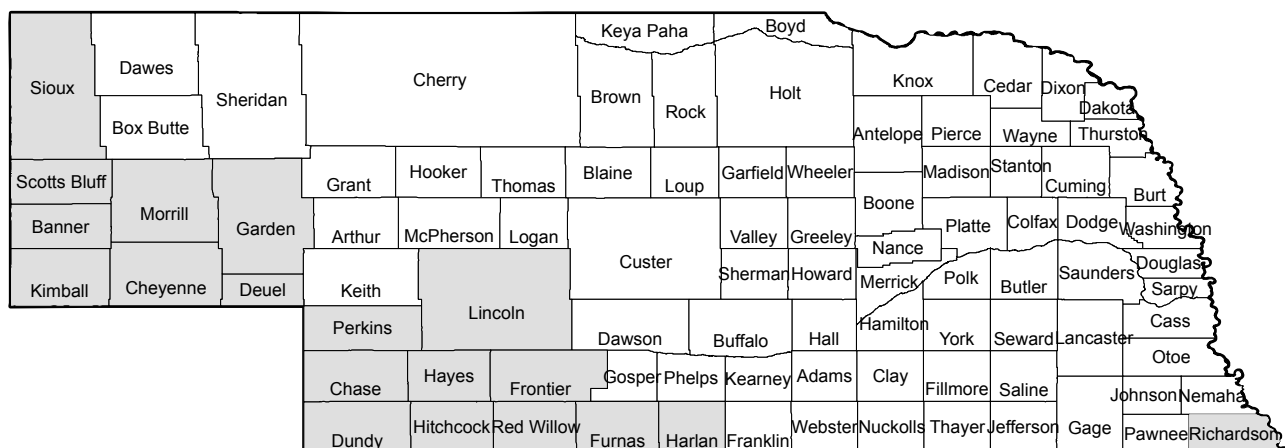 Keya Paha Boyd
Dawes Cherry Knox Cedar Dixon
Sioux Sheridan Brown Rock Holt Dakota
Box Butte Antelope Pierce Wayne Thurston
Scotts Bluff Grant Hooker Thomas Blaine Loup Garfield Wheeler Madison Stanton Cuming
Morrill Boone Burt
Banner Garden Arthur McPherson Logan Valley Greeley Platte Colfax Dodge Washington
Nance
Kimball Cheyenne Deuel Keith Custer Sherman Howard Merrick Polk Butler Saunders Douglas
Sarpy
Perkins Lincoln Dawson Buffalo Hall Hamilton York Seward Lancaster Cass
Otoe
Chase Hayes Frontier Gosper Phelps Kearney Adams Clay Fillmore Saline Johnson Nemaha
Dundy Hitchcock Red Willow Furnas Harlan Franklin Webster Nuckolls Thayer Jefferson Gage Pawnee Richardson